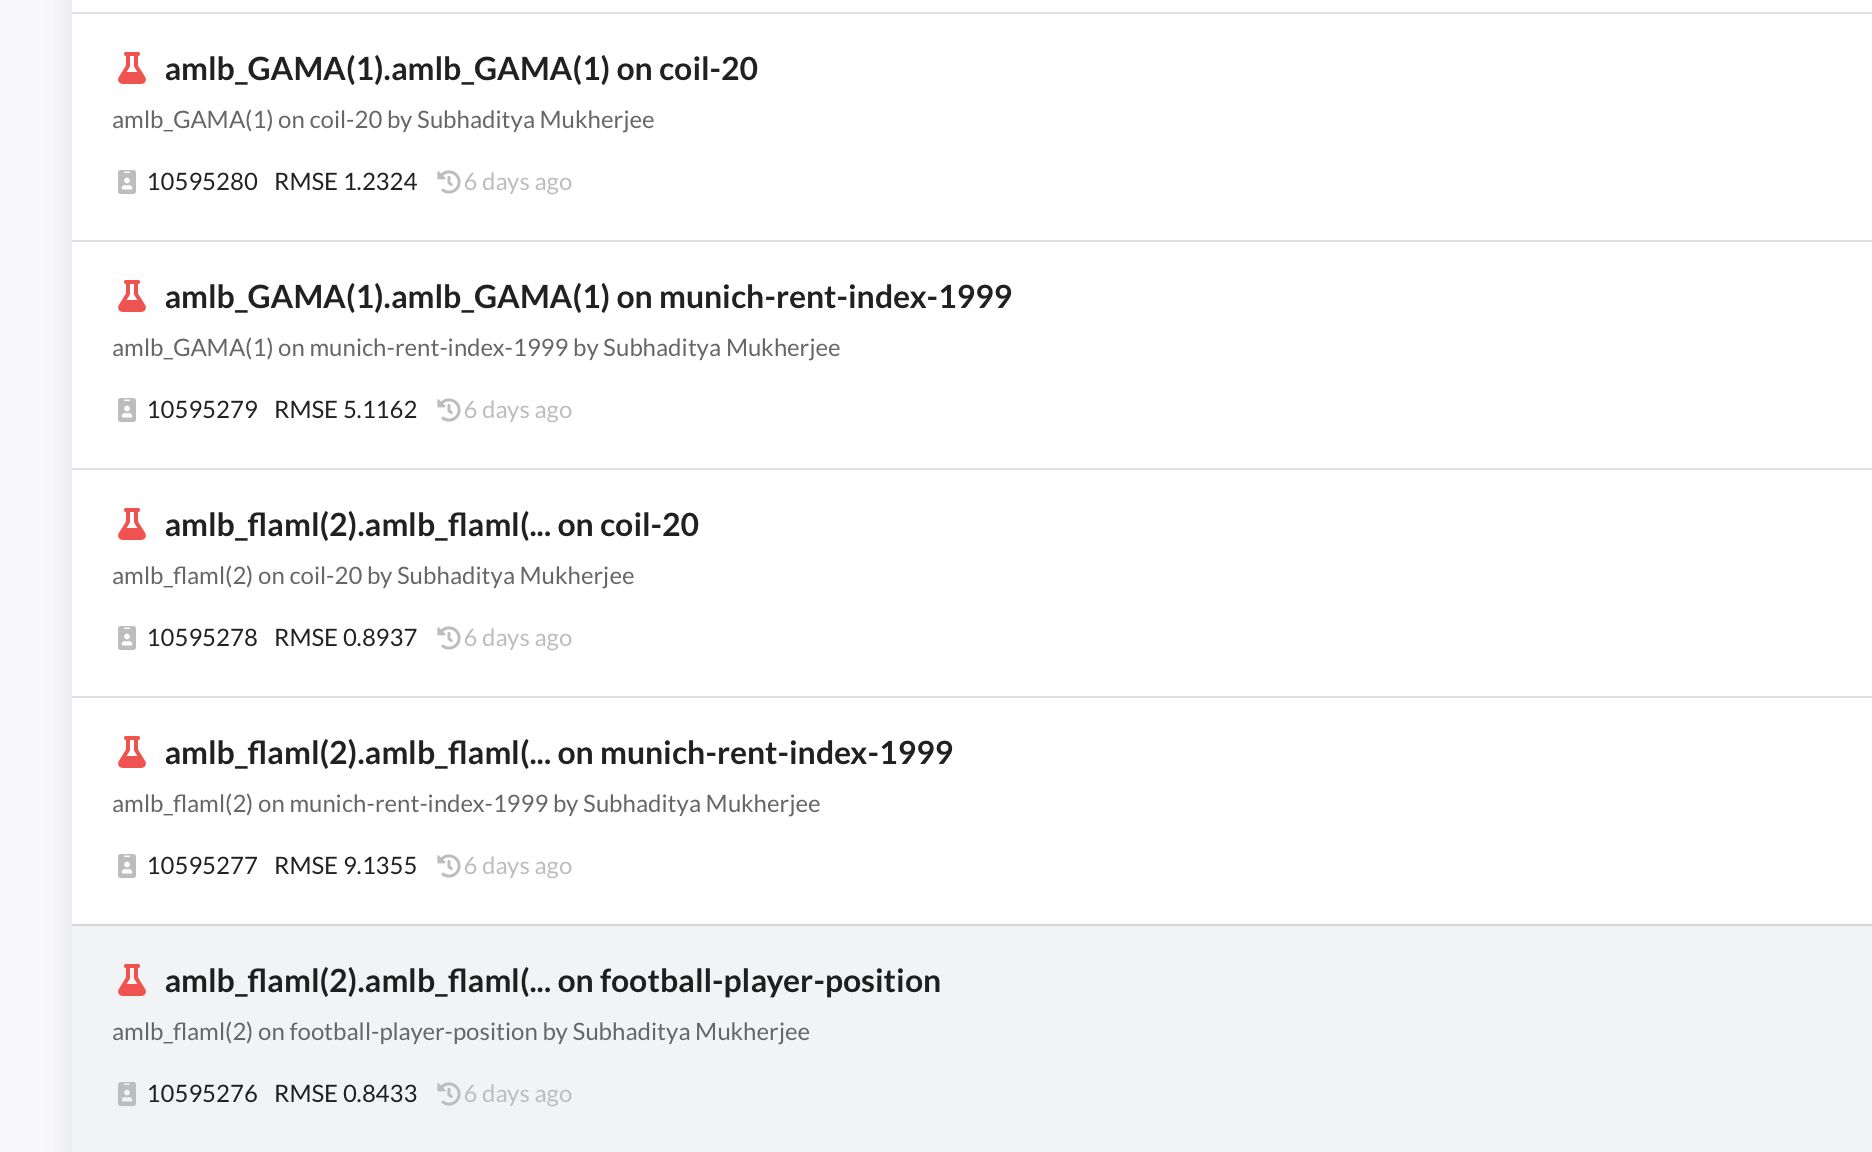 amlb_GAMA(1).amlb_GAMA(1) on coil-20
amlb_GAMA(1) on coil-20 by Subhaditya Mukherjee
10595280 RMSE 1.2324 6 days ago
amlb_GAMA(1).amlb_GAMA(1) on munich-rent-index-1999
amlb_GAMA(1) on munich-rent-index-1999 by Subhaditya Mukherjee
10595279 RMSE 5.1162 6 days ago
amlb_flaml(2).amlb_flaml(... on coil-20
amlb_flaml(2) on coil-20 by Subhaditya Mukherjee
10595278 RMSE 0.8937 6 days ago
amlb_flaml(2).amlb_flaml(... on munich-rent-index-1999
amlb_flaml(2) on munich-rent-index-1999 by Subhaditya Mukherjee
10595277 RMSE 9.1355 6 days ago
amlb_flaml(2).amlb_flaml(... on football-player-position
amlb_flaml(2) on football-player-position by Subhaditya Mukherjee
10595276 RMSE 0.8433 6 days ago